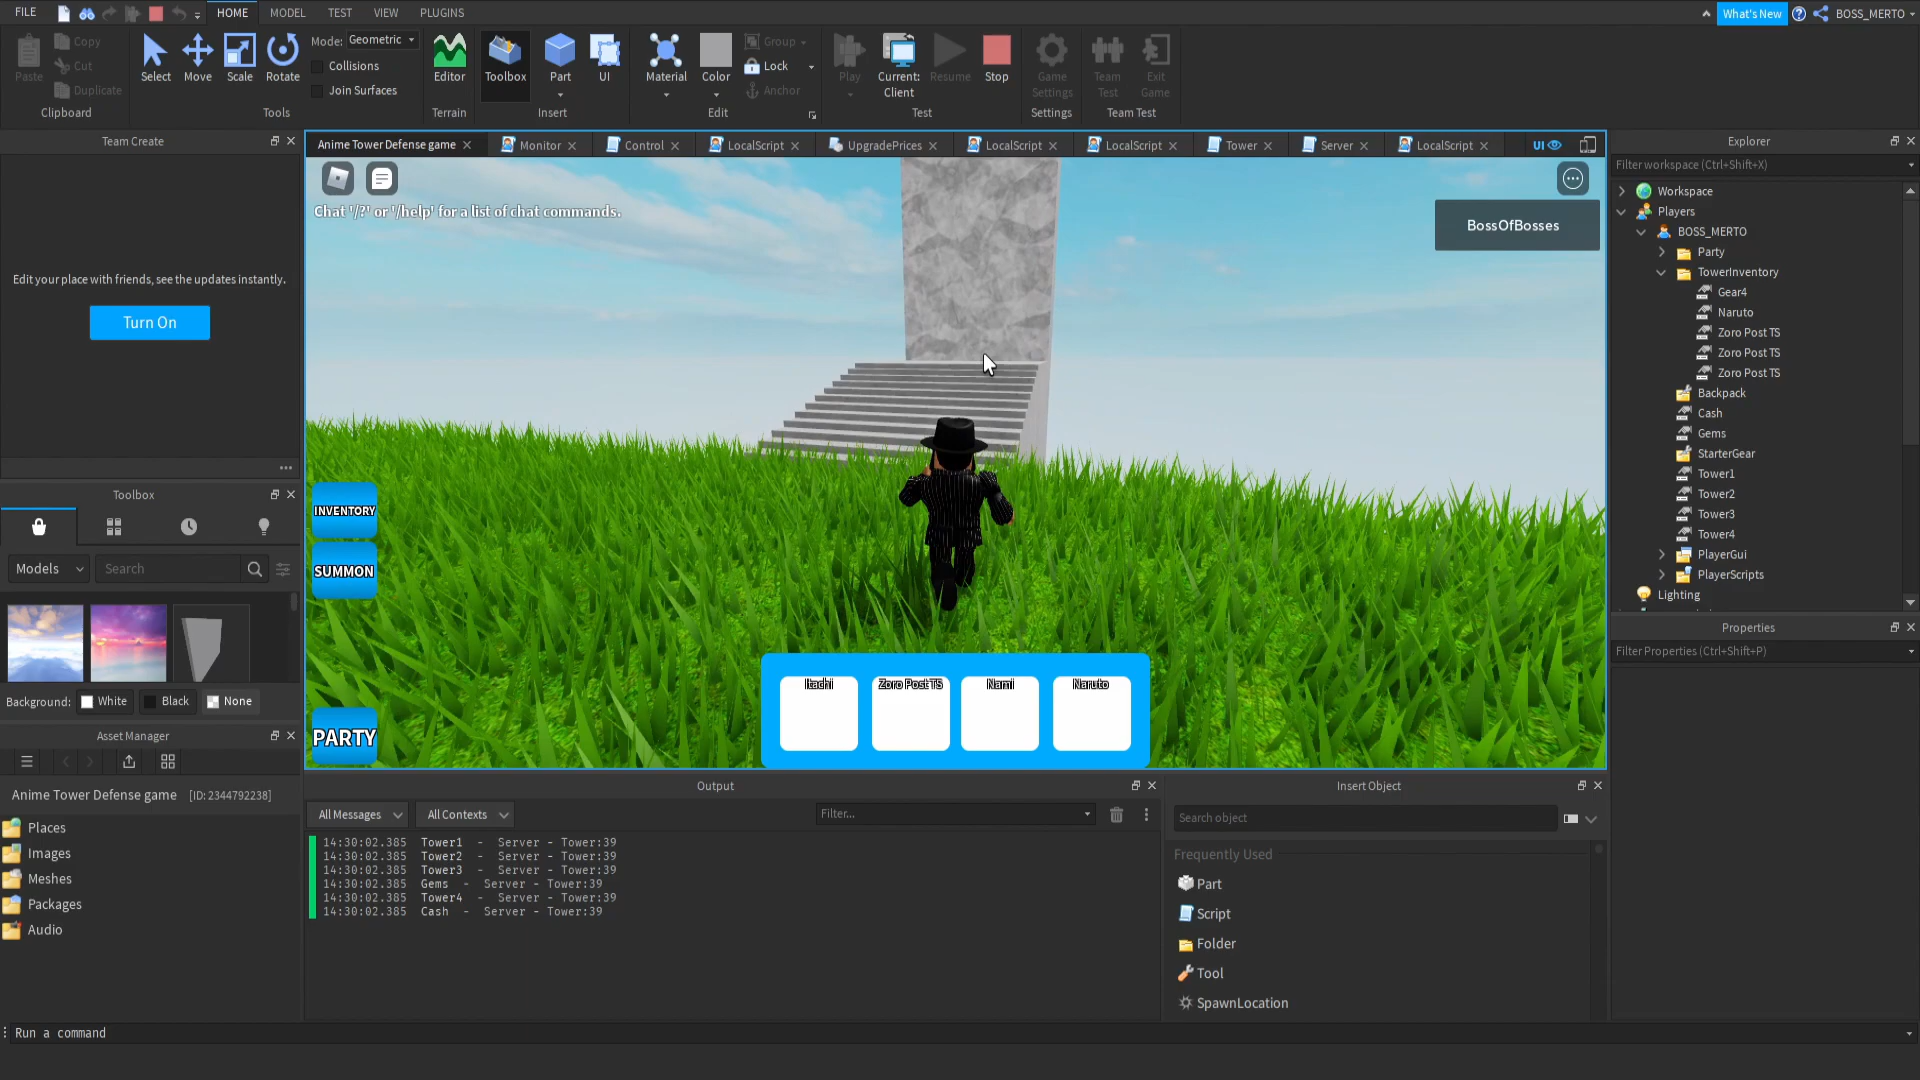 FILE
HOME
MODEL
TEST
VIEW
PLUGINS
What's New
BOSS_MERTO
Paste
Copy
Cut
Duplicate
Clipboard
Select
Move
Scale
Rotate
Mode: Geometric
Collisions
Join Surfaces
Tools
Editor
Terrain
Toolbox
Part
UI
Insert
Material
Color
Group
Lock
Anchor
Edit
Play
Current: Client
Resume
Stop
Test
Game Settings
Settings
Team Test
Exit Game
Team Test
Team Create
Edit your place with friends, see the updates instantly.
Turn On
Toolbox
Models
Search
Background: White Black None
Asset Manager
Anime Tower Defense game [ID: 2344792238]
Places
Images
Meshes
Packages
Audio
Anime Tower Defense game
Monitor
Control
LocalScript
UpgradePrices
LocalScript
LocalScript
Tower
Server
LocalScript
UI
Chat '/?' or '/help' for a list of chat commands.
BossOfBosses
INVENTORY
SUMMON
PARTY
Itachi
Zoro Post TS
Nami
Naruto
Output
All Messages
All Contexts
Filter...
14:30:02.385 Tower1 - Server - Tower:39
14:30:02.385 Tower2 - Server - Tower:39
14:30:02.385 Tower3 - Server - Tower:39
14:30:02.385 Gems - Server - Tower:39
14:30:02.385 Tower4 - Server - Tower:39
14:30:02.385 Cash - Server - Tower:39
Insert Object
Search object
Frequently Used
Part
Script
Folder
Tool
SpawnLocation
Explorer
Filter workspace (Ctrl+Shift+X)
Workspace
Players
BOSS_MERTO
Party
TowerInventory
Gear4
Naruto
Zoro Post TS
Zoro Post TS
Zoro Post TS
Backpack
Cash
Gems
StarterGear
Tower1
Tower2
Tower3
Tower4
PlayerGui
PlayerScripts
Lighting
Properties
Filter Properties (Ctrl+Shift+P)
Run a command